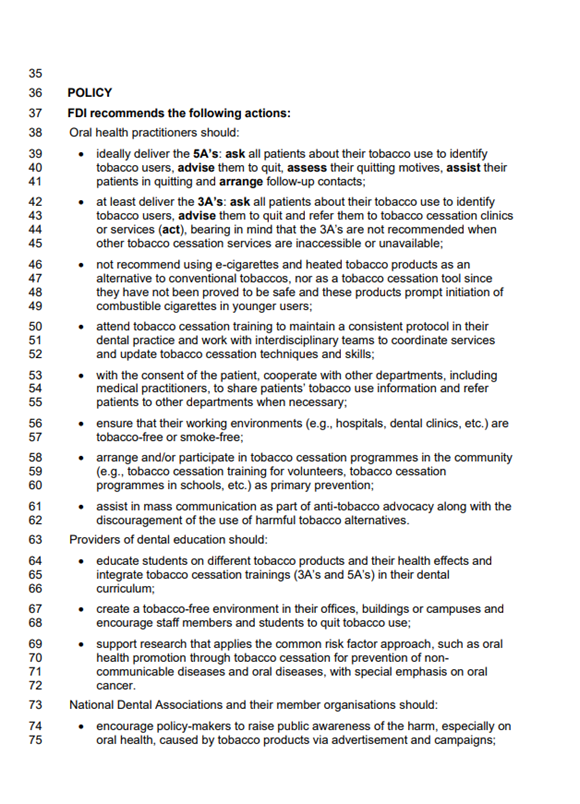 35
36 POLICY
37 FDI recommends the following actions:
38 Oral health practitioners should:
39 • ideally deliver the 5A's: ask all patients about their tobacco use to identify
40 tobacco users, advise them to quit, assess their quitting motives, assist their
41 patients in quitting and arrange follow-up contacts;
42 • at least deliver the 3A's: ask all patients about their tobacco use to identify
43 tobacco users, advise them to quit and refer them to tobacco cessation clinics
44 or services (act), bearing in mind that the 3A's are not recommended when
45 other tobacco cessation services are inaccessible or unavailable;
46 • not recommend using e-cigarettes and heated tobacco products as an
47 alternative to conventional tobaccos, nor as a tobacco cessation tool since
48 they have not been proved to be safe and these products prompt initiation of
49 combustible cigarettes in younger users;
50 • attend tobacco cessation training to maintain a consistent protocol in their
51 dental practice and work with interdisciplinary teams to coordinate services
52 and update tobacco cessation techniques and skills;
53 • with the consent of the patient, cooperate with other departments, including
54 medical practitioners, to share patients' tobacco use information and refer
55 patients to other departments when necessary;
56 • ensure that their working environments (e.g., hospitals, dental clinics, etc.) are
57 tobacco-free or smoke-free;
58 • arrange and/or participate in tobacco cessation programmes in the community
59 (e.g., tobacco cessation training for volunteers, tobacco cessation
60 programmes in schools, etc.) as primary prevention;
61 • assist in mass communication as part of anti-tobacco advocacy along with the
62 discouragement of the use of harmful tobacco alternatives.
63 Providers of dental education should:
64 • educate students on different tobacco products and their health effects and
65 integrate tobacco cessation trainings (3A's and 5A's) in their dental
66 curriculum;
67 • create a tobacco-free environment in their offices, buildings or campuses and
68 encourage staff members and students to quit tobacco use;
69 • support research that applies the common risk factor approach, such as oral
70 health promotion through tobacco cessation for prevention of non-
71 communicable diseases and oral diseases, with special emphasis on oral
72 cancer.
73 National Dental Associations and their member organisations should:
74 • encourage policy-makers to raise public awareness of the harm, especially on
75 oral health, caused by tobacco products via advertisement and campaigns;